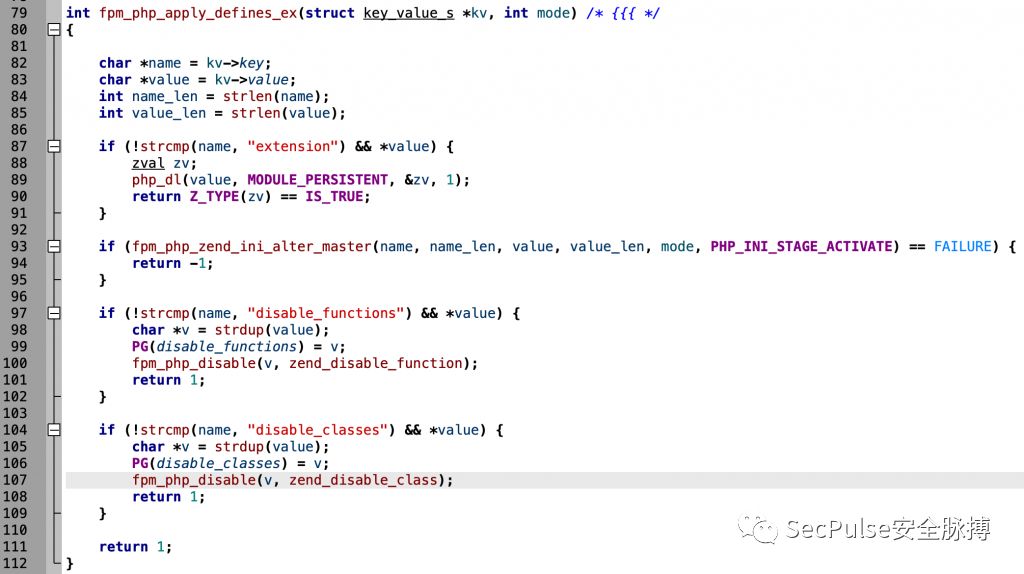 79 int fpm_php_apply_defines_ex(struct key_value_s *kv, int mode) /* {{{ */
80 {
81
82     char *name = kv->key;
83     char *value = kv->value;
84     int name_len = strlen(name);
85     int value_len = strlen(value);
86
87     if (!strcmp(name, "extension") && *value) {
88         zval zv;
89         php_dl(value, MODULE_PERSISTENT, &zv, 1);
90         return Z_TYPE(zv) == IS_TRUE;
91     }
92
93     if (fpm_php_zend_ini_alter_master(name, name_len, value, value_len, mode, PHP_INI_STAGE_ACTIVATE) == FAILURE) {
94         return -1;
95     }
96
97     if (!strcmp(name, "disable_functions") && *value) {
98         char *v = strdup(value);
99         PG(disable_functions) = v;
100         fpm_php_disable(v, zend_disable_function);
101         return 1;
102     }
103
104     if (!strcmp(name, "disable_classes") && *value) {
105         char *v = strdup(value);
106         PG(disable_classes) = v;
107         fpm_php_disable(v, zend_disable_class);
108         return 1;
109     }
110
111     return 1;
112 }
SecPulse安全脉搏